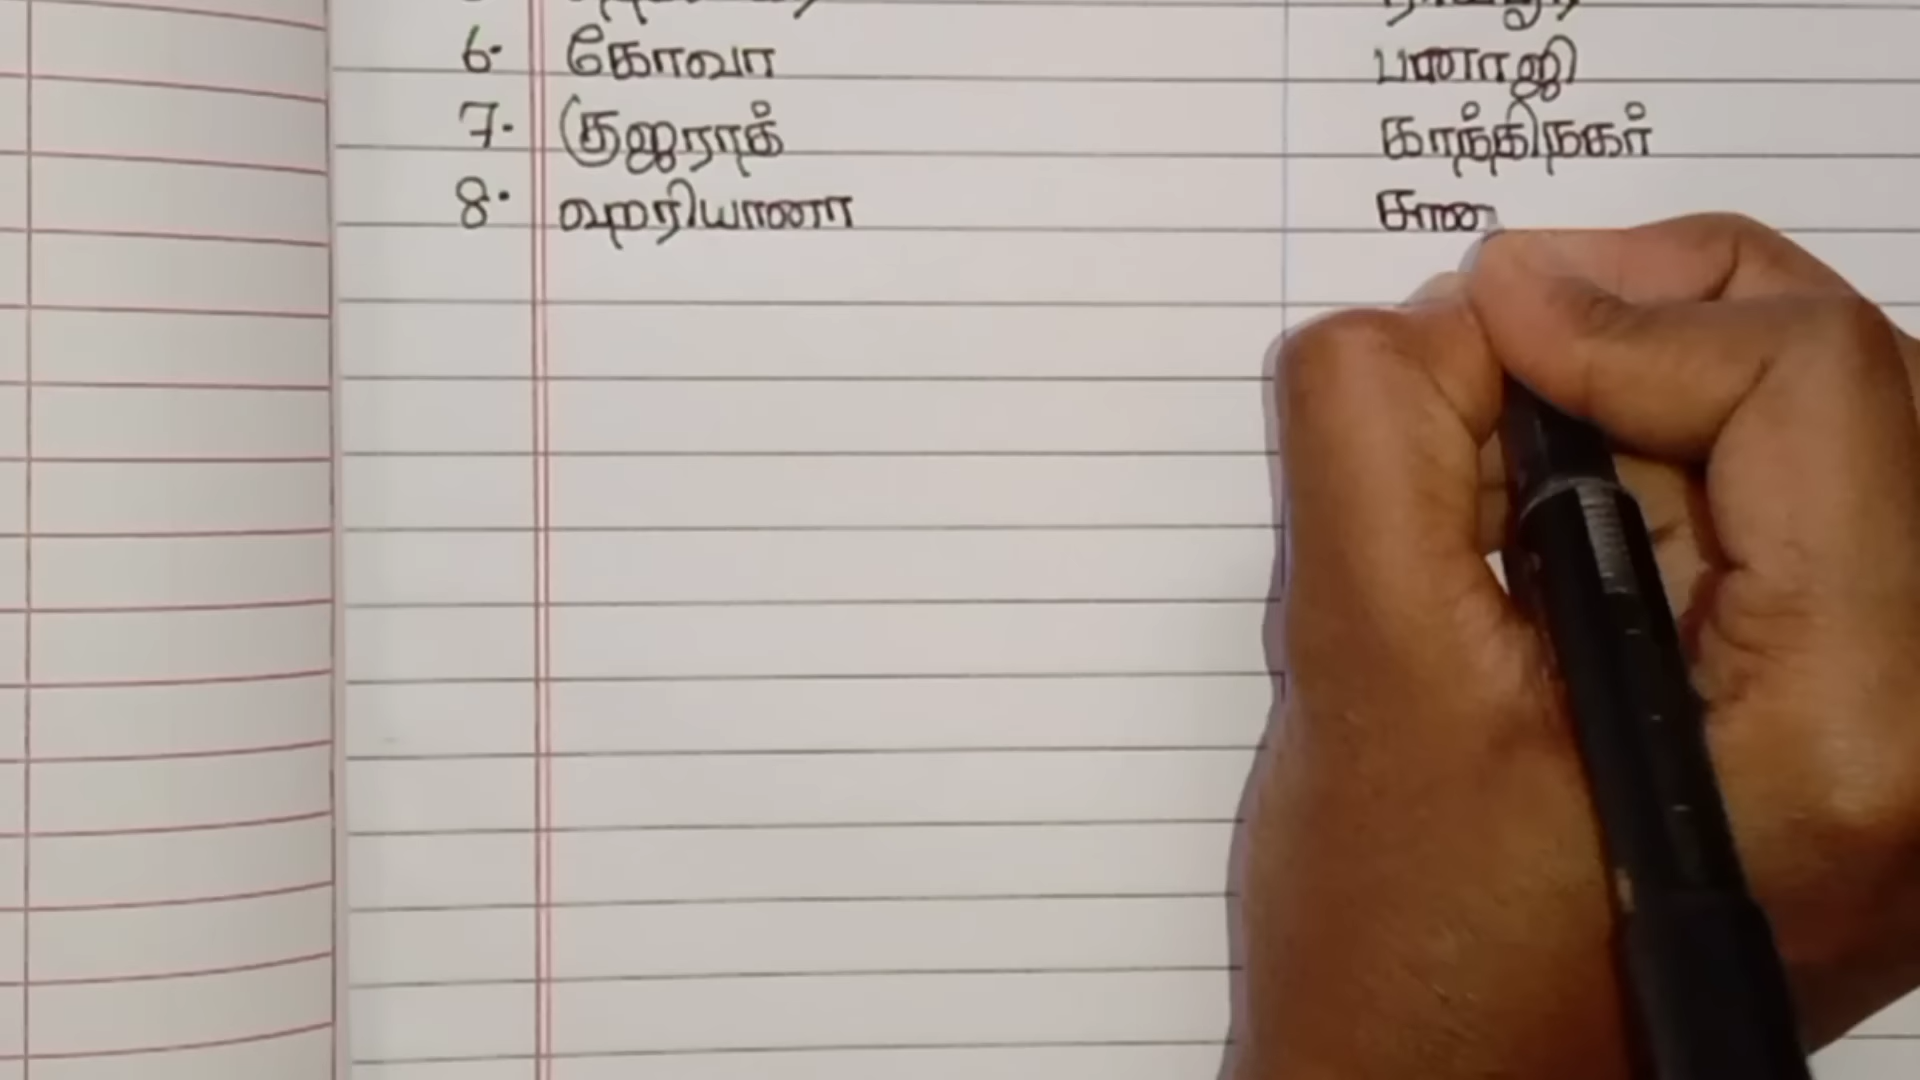 6. கோவா பனாஜி
7. குஜராத் காந்திநகர்
8. ஹரியானா